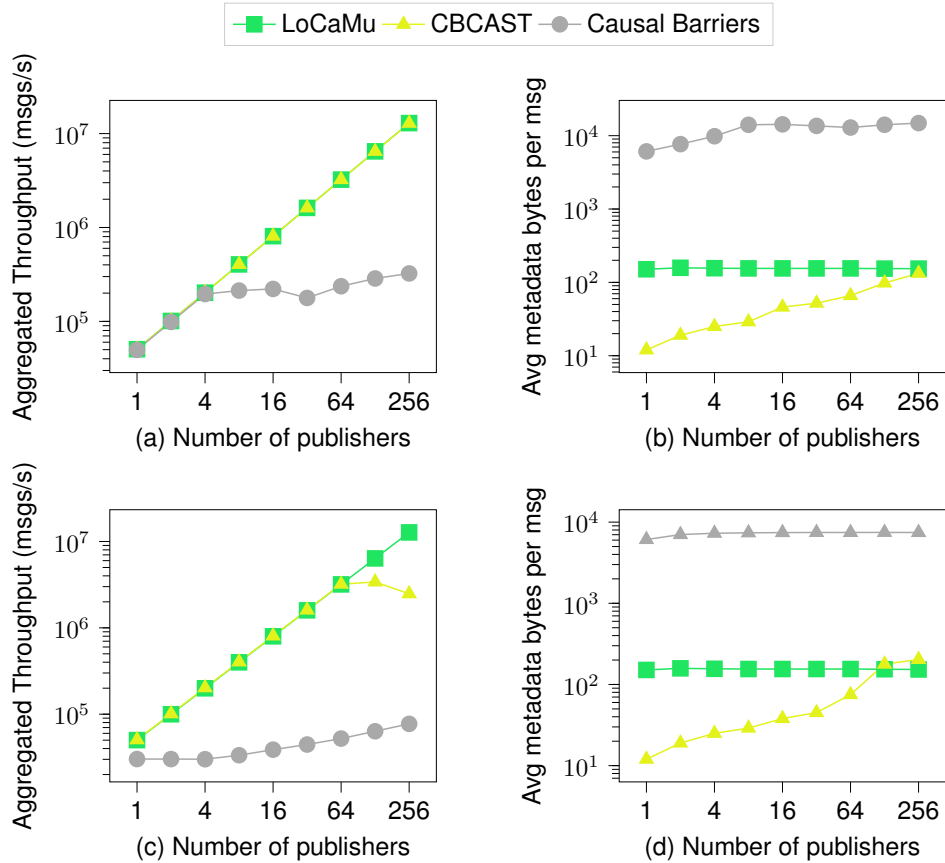 LoCaMu CBCAST Causal Barriers
Aggregated Throughput (msgs/s)
10^7
10^6
10^5
1 4 16 64 256
(a) Number of publishers
Avg metadata bytes per msg
10^4
10^3
10^2
10^1
1 4 16 64 256
(b) Number of publishers
Aggregated Throughput (msgs/s)
10^7
10^6
10^5
1 4 16 64 256
(c) Number of publishers
Avg metadata bytes per msg
10^4
10^3
10^2
10^1
1 4 16 64 256
(d) Number of publishers